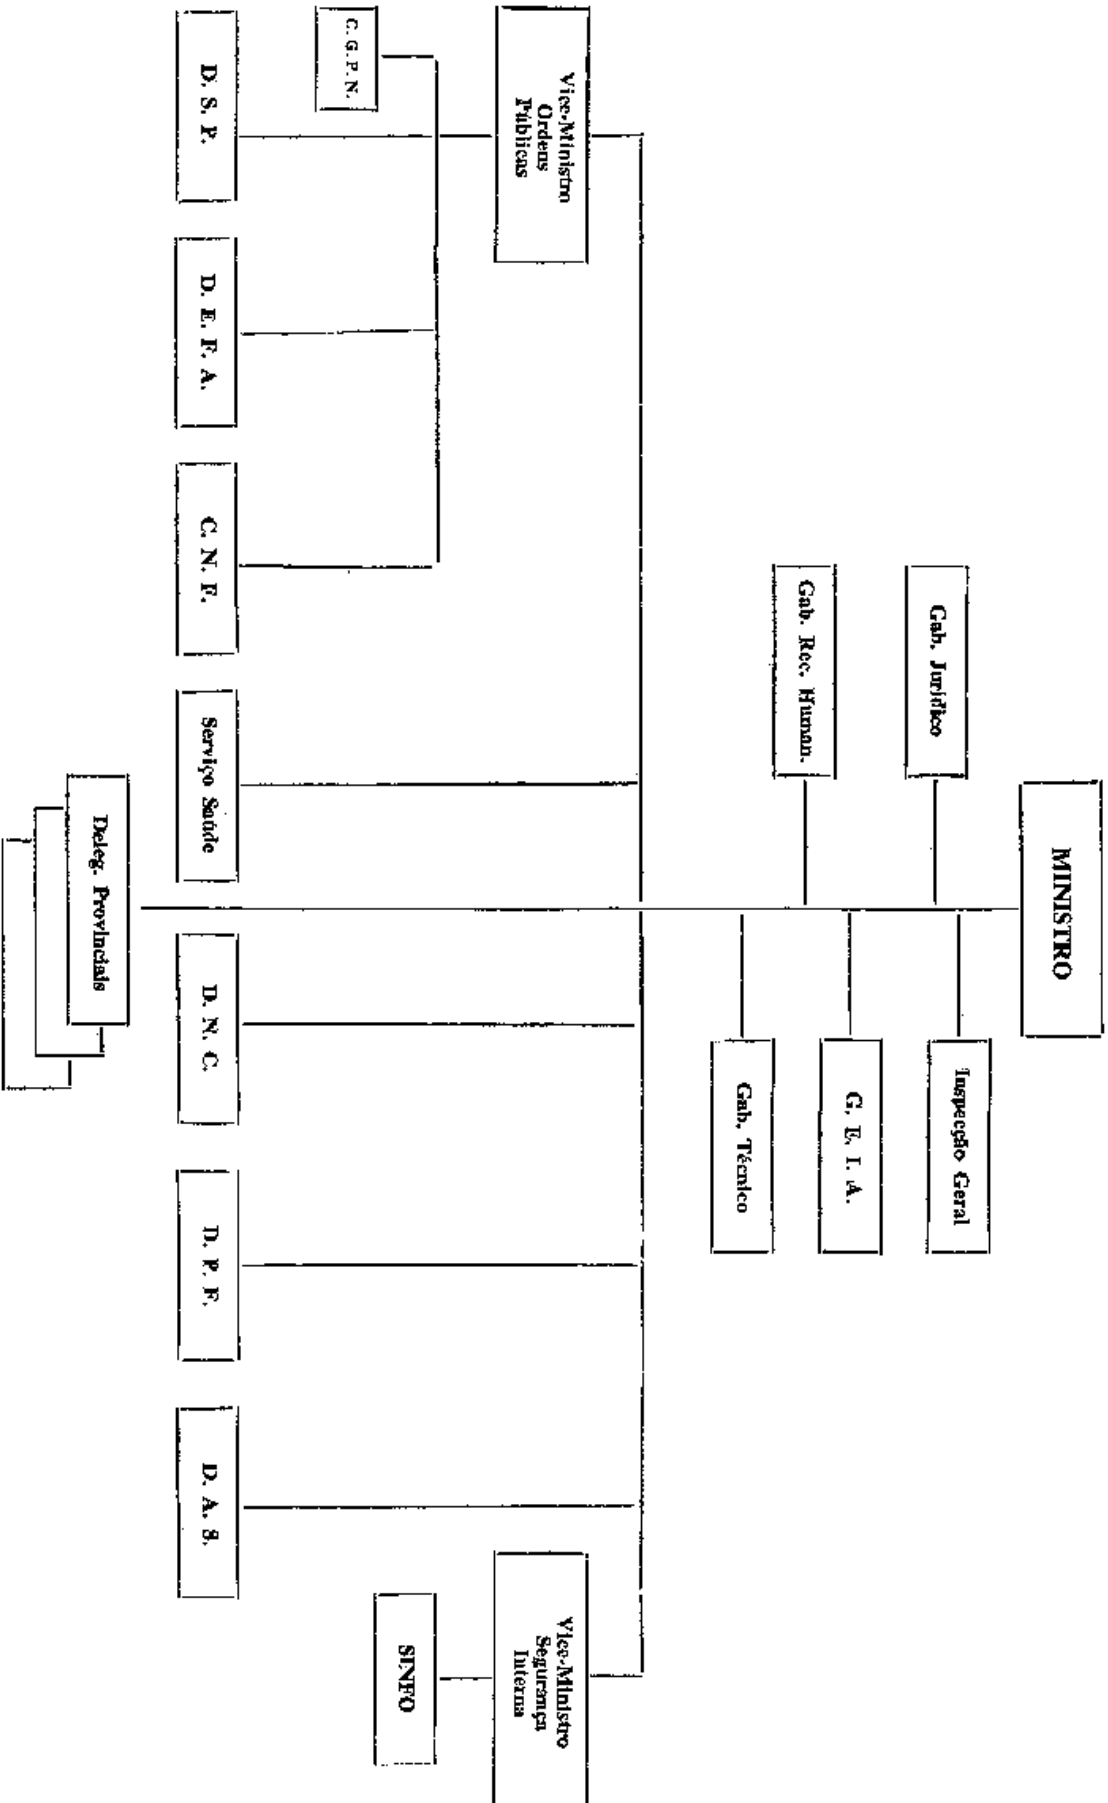 MINISTRO
Gab. Jurídico
Inspecção Geral
Gab. Rec. Human.
G. E. I. A.
Gab. Técnico
Vice-Ministro
Ordens
Públicas
Vice-Ministro
Segurança
Interna
C. G. P. N.
SINFO
D. S. P.
D. E. F. A.
C. N. F.
Serviço Saúde
D. N. C.
D. P. F.
D. A. S.
Deleg. Provinciais